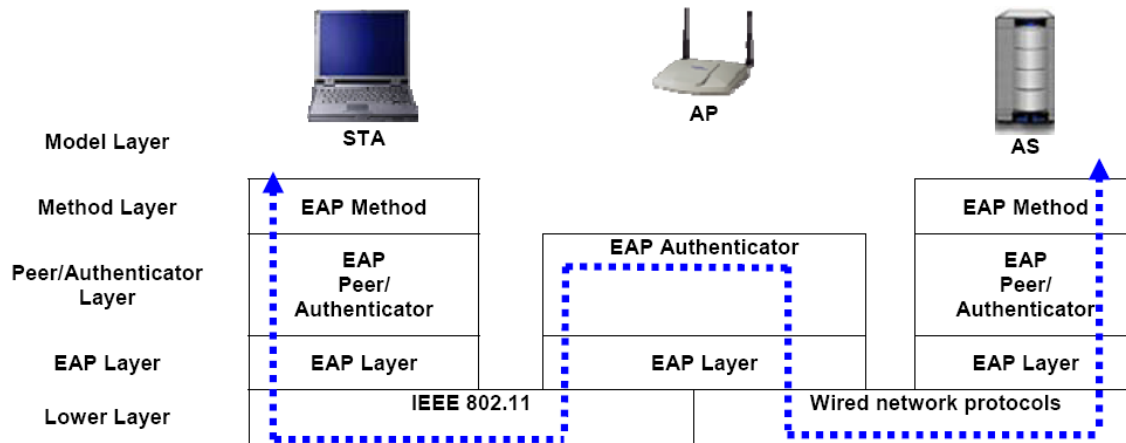 STA
AP
AS
Model Layer
Method Layer
EAP Method
EAP Method
Peer/Authenticator
Layer
EAP
Peer/
Authenticator
EAP Authenticator
EAP
Peer/
Authenticator
EAP Layer
EAP Layer
EAP Layer
EAP Layer
Lower Layer
IEEE 802.11
Wired network protocols